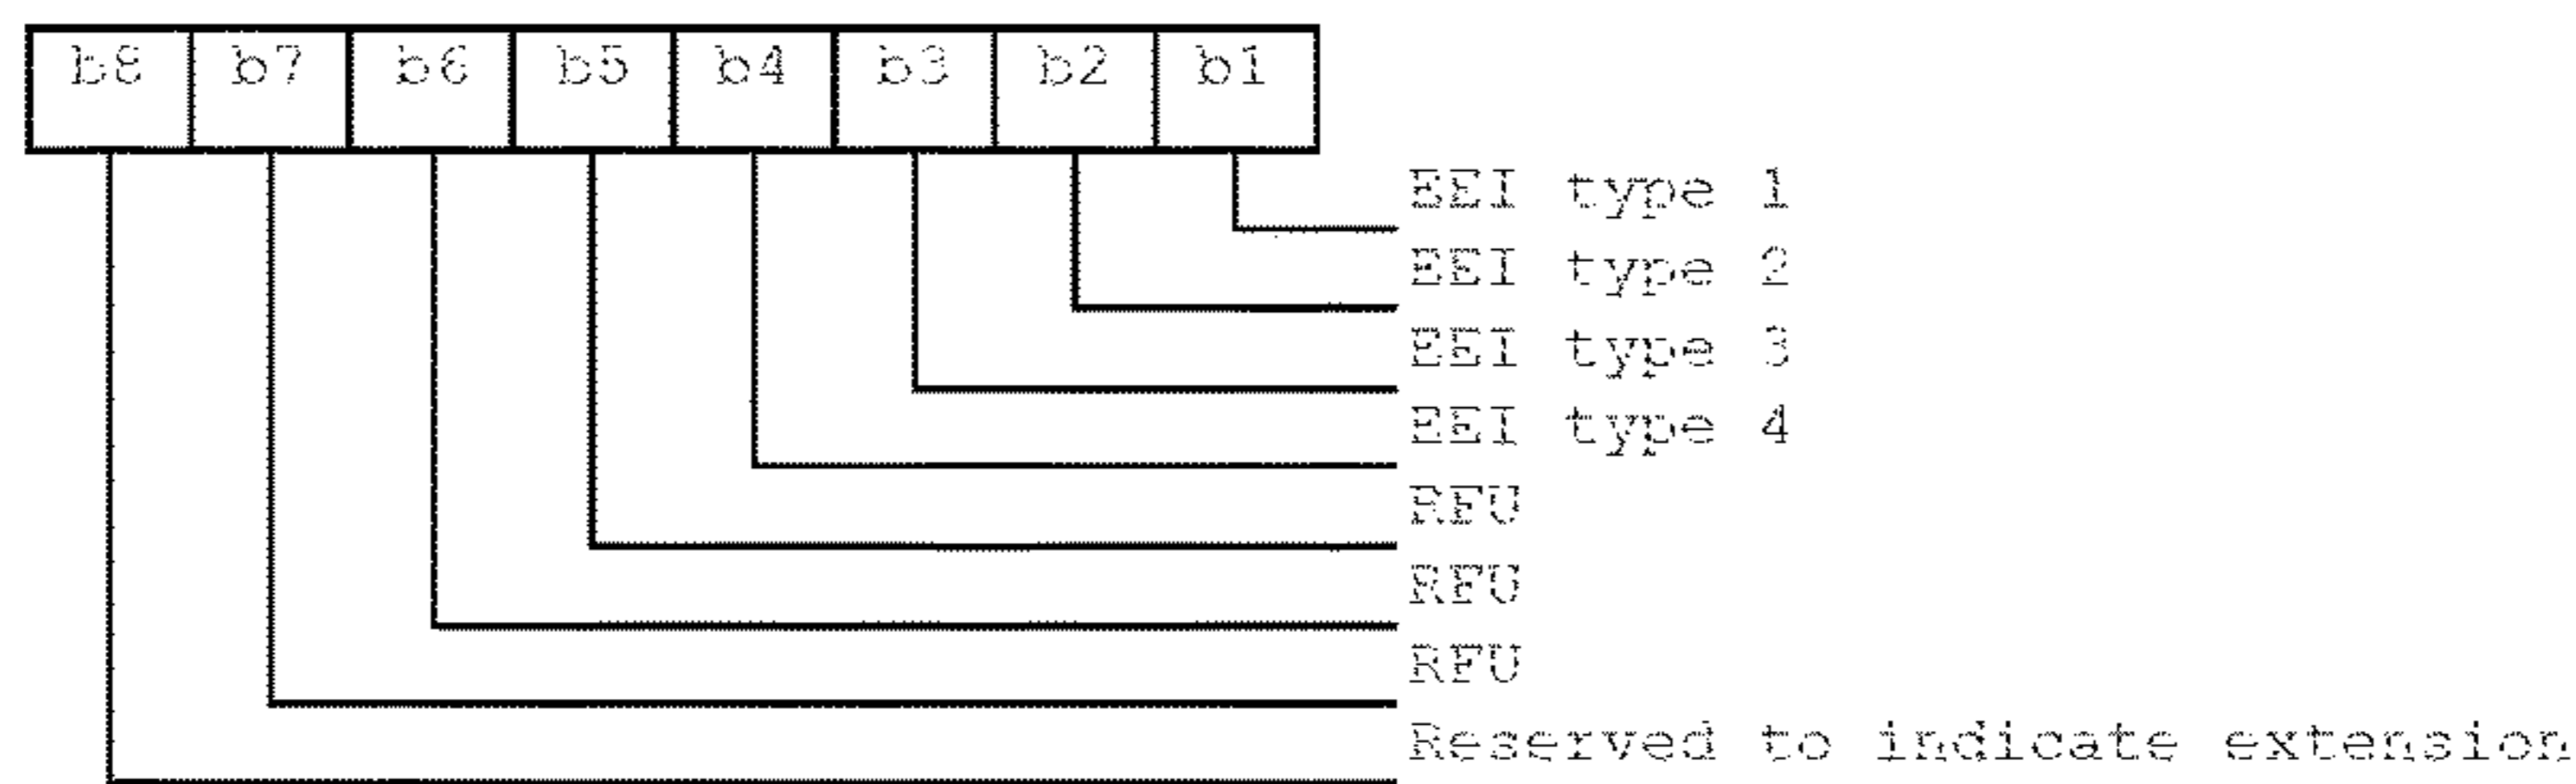 b8 b7 b6 b5 b4 b3 b2 b1
EEI type 1
EEI type 2
EEI type 3
EEI type 4
RFU
RFU
RFU
Reserved to indicate extension